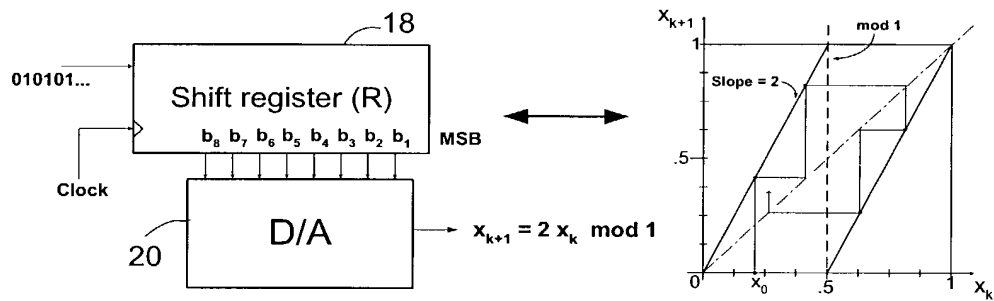 18
010101...
Shift register (R)
b8 b7 b6 b5 b4 b3 b2 b1 MSB
Clock
20
D/A
xk+1 = 2 xk mod 1
xk+1
mod 1
1
Slope = 2
.5
0
0
x0
.5
1
xk